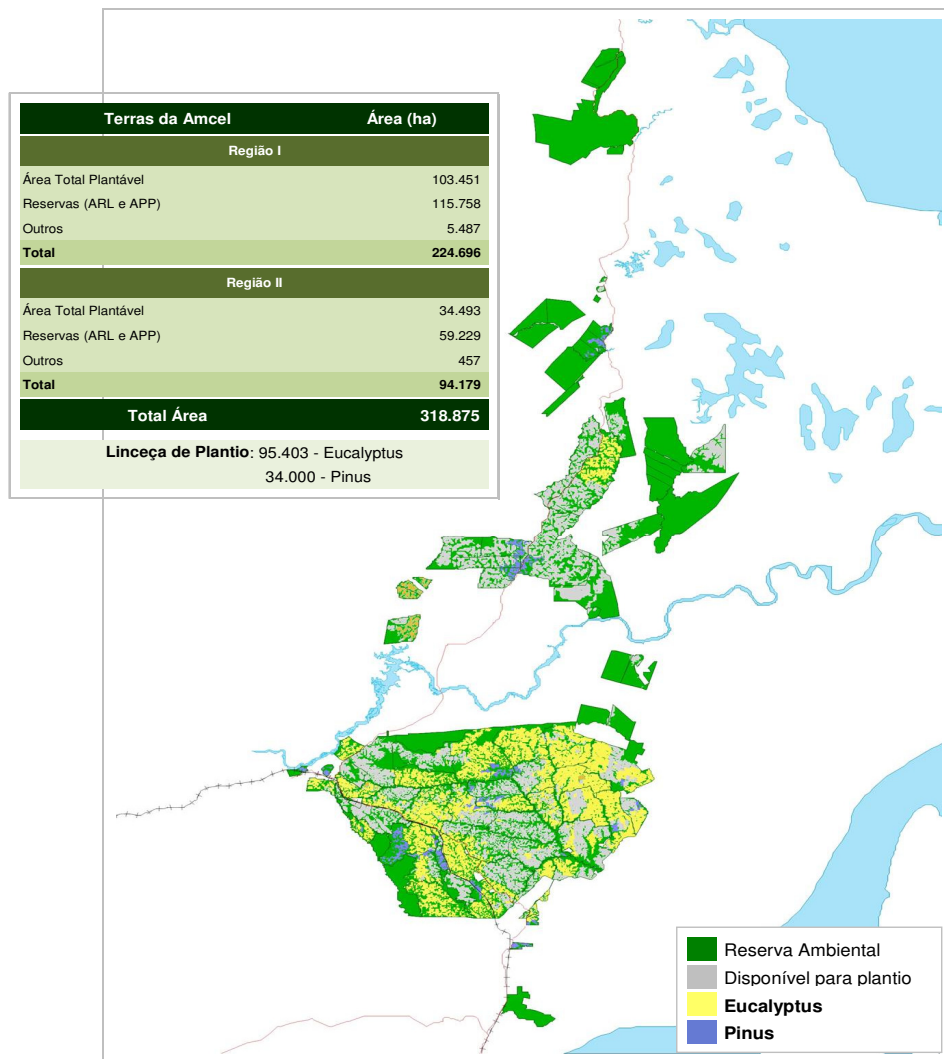 Terras da Amcel Área (ha)
Região I
Área Total Plantável 103.451
Reservas (ARL e APP) 115.758
Outros 5.487
Total 224.696
Região II
Área Total Plantável 34.493
Reservas (ARL e APP) 59.229
Outros 457
Total 94.179
Total Área 318.875
Linceça de Plantio: 95.403 - Eucalyptus
34.000 - Pinus
Reserva Ambiental
Disponível para plantio
Eucalyptus
Pinus